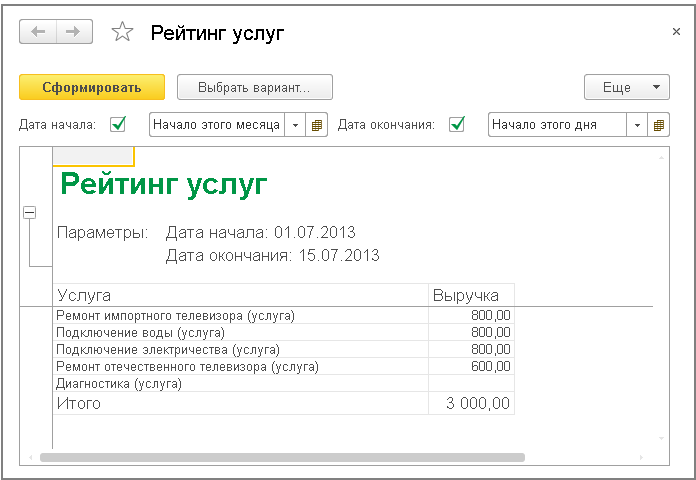 Рейтинг услуг
Сформировать Выбрать вариант... Еще
Дата начала: Начало этого месяца Дата окончания: Начало этого дня
Рейтинг услуг
Параметры: Дата начала: 01.07.2013
Дата окончания: 15.07.2013
Услуга Выручка
Ремонт импортного телевизора (услуга) 800,00
Подключение воды (услуга) 800,00
Подключение электричества (услуга) 800,00
Ремонт отечественного телевизора (услуга) 600,00
Диагностика (услуга)
Итого 3 000,00